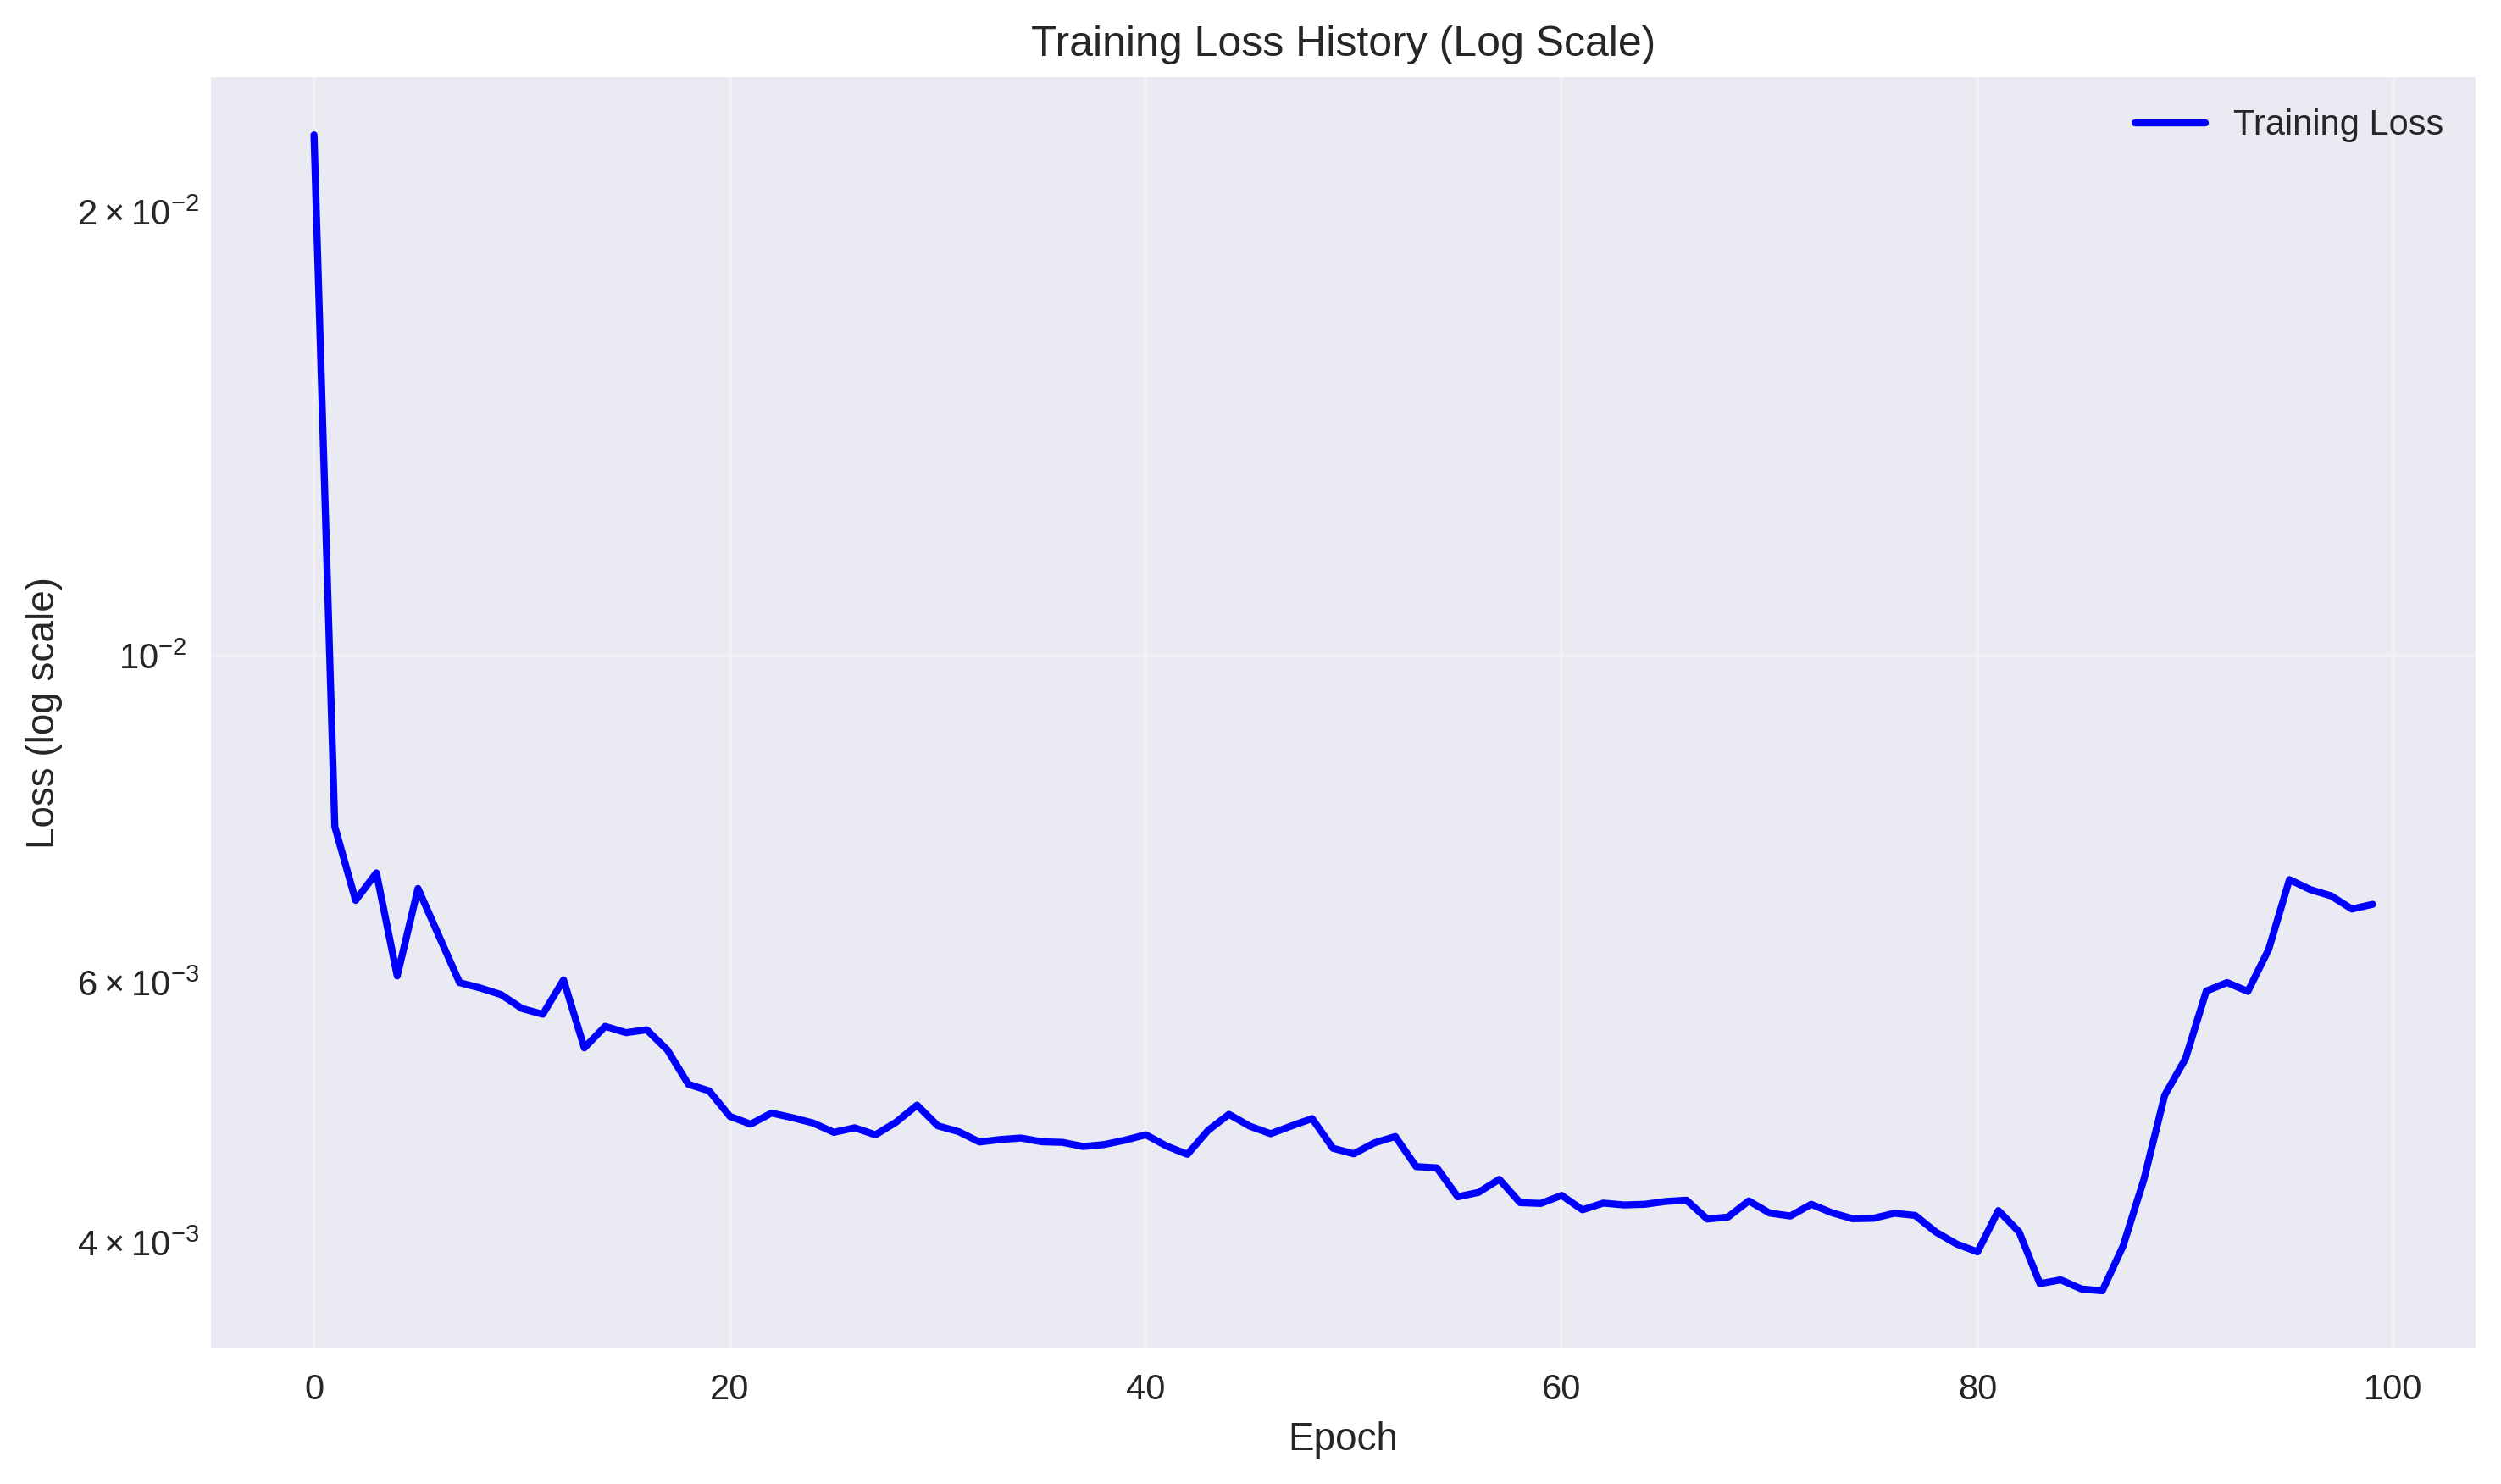 Training Loss History (Log Scale)
Training Loss
Loss (log scale)
2 × 10⁻²
10⁻²
6 × 10⁻³
4 × 10⁻³
0 20 40 60 80 100
Epoch